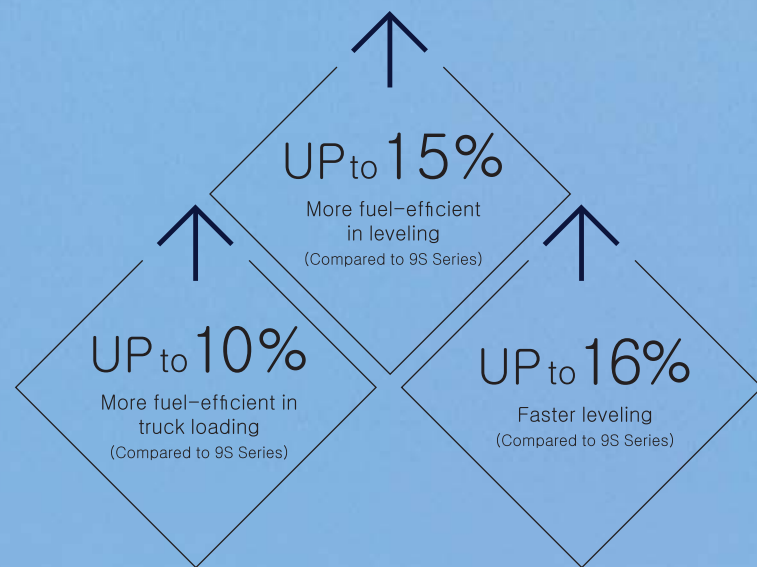 UP to 15%
More fuel-efficient
in leveling
(Compared to 9S Series)
UP to 10%
More fuel-efficient in
truck loading
(Compared to 9S Series)
UP to 16%
Faster leveling
(Compared to 9S Series)